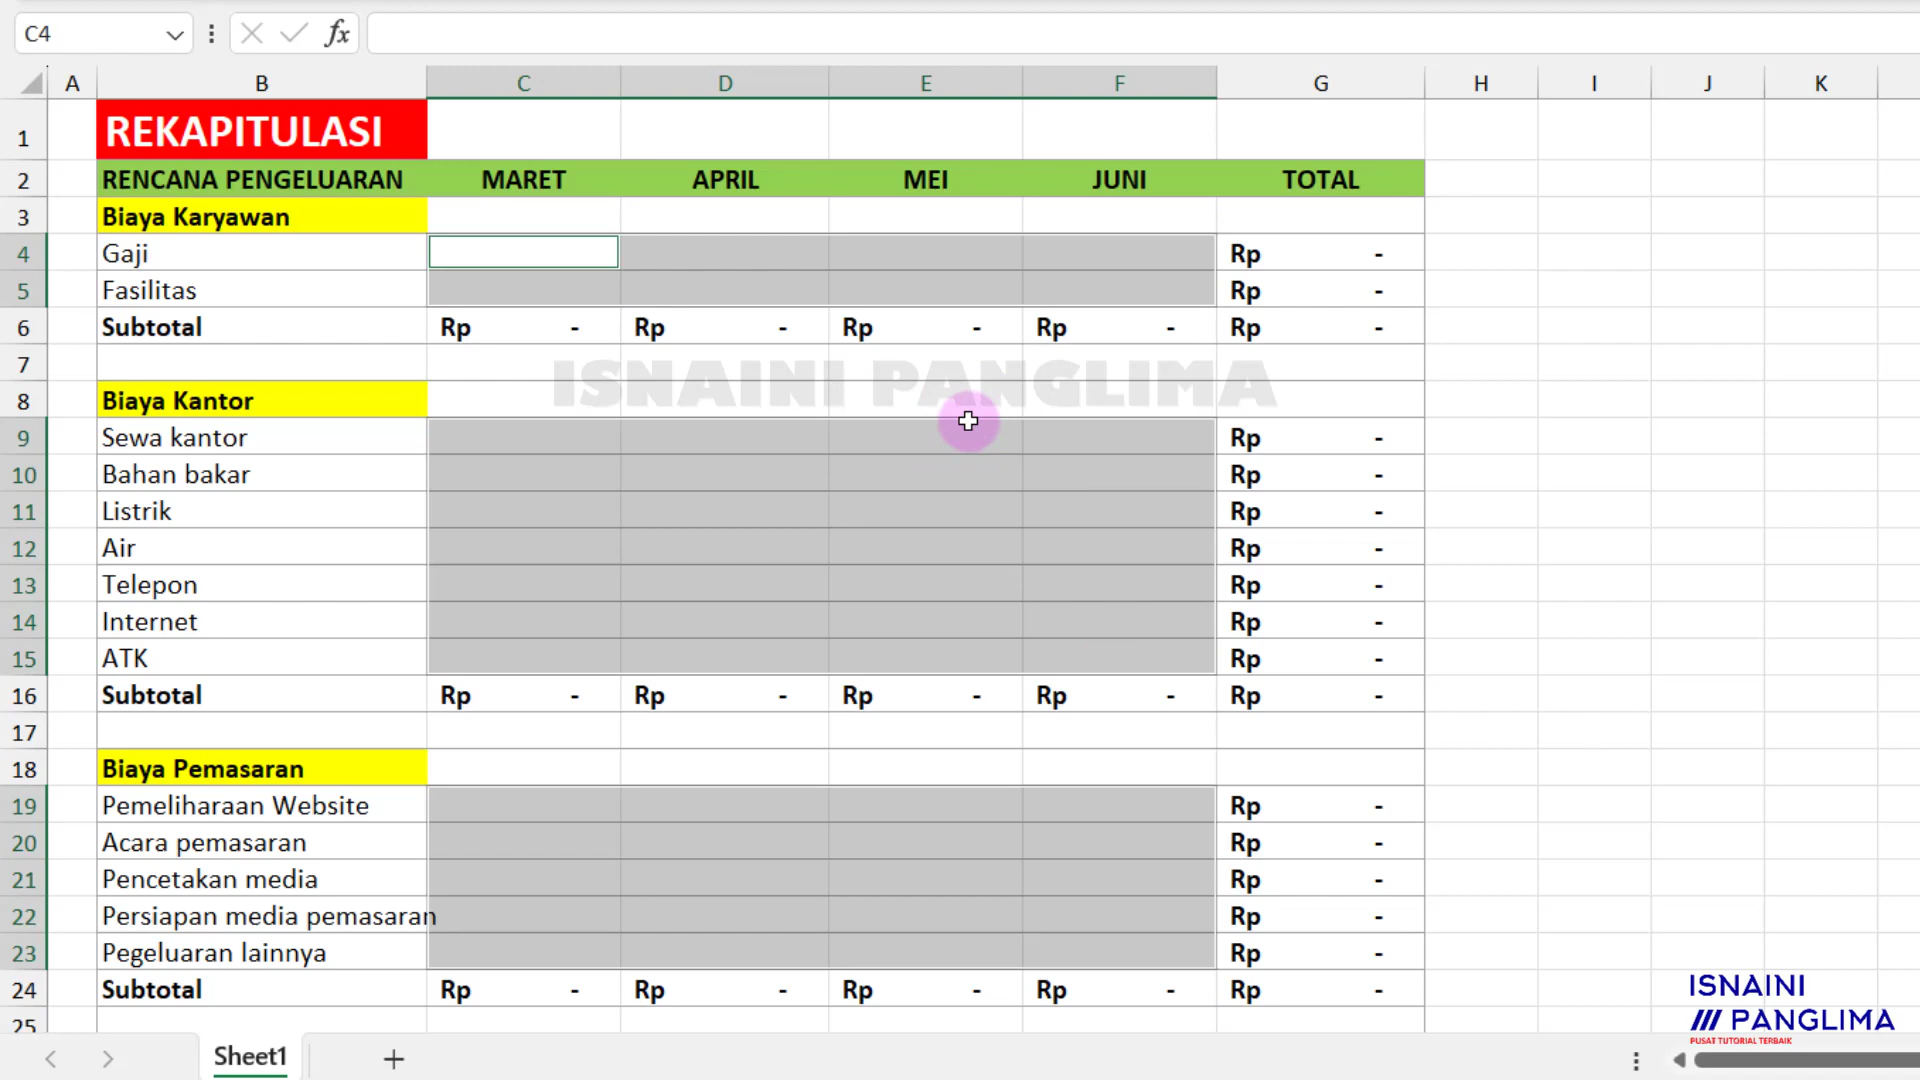 C4
fx
A B C D E F G H I J K
1 REKAPITULASI
2 RENCANA PENGELUARAN MARET APRIL MEI JUNI TOTAL
3 Biaya Karyawan
4 Gaji Rp -
5 Fasilitas Rp -
6 Subtotal Rp - Rp - Rp - Rp - Rp -
7
ISNAINI PANGLIMA
8 Biaya Kantor
9 Sewa kantor Rp -
10 Bahan bakar Rp -
11 Listrik Rp -
12 Air Rp -
13 Telepon Rp -
14 Internet Rp -
15 ATK Rp -
16 Subtotal Rp - Rp - Rp - Rp - Rp -
17
18 Biaya Pemasaran
19 Pemeliharaan Website Rp -
20 Acara pemasaran Rp -
21 Pencetakan media Rp -
22 Persiapan media pemasaran Rp -
23 Pegeluaran lainnya Rp -
24 Subtotal Rp - Rp - Rp - Rp - Rp -
25
ISNAINI
PANGLIMA
PUSAT TUTORIAL TERBAIK
Sheet1